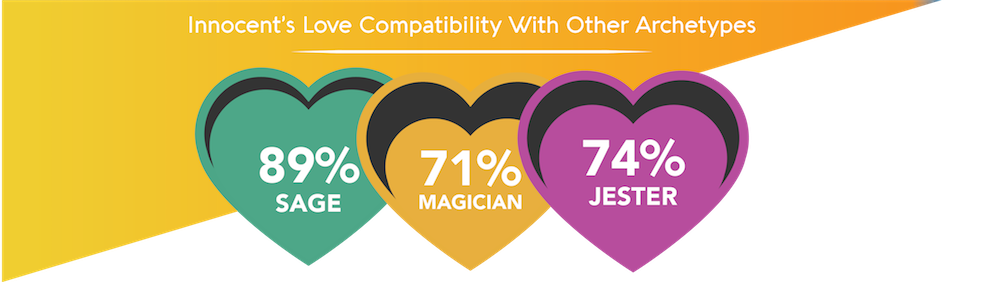 Innocent's Love Compatibility With Other Archetypes
89%
SAGE
71%
MAGICIAN
74%
JESTER